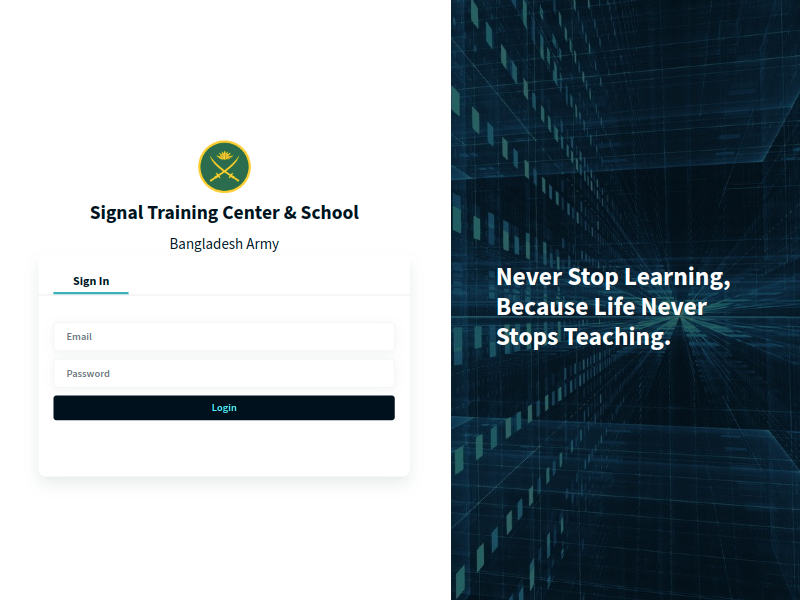 Signal Training Center & School
Bangladesh Army
Sign In
Email
Password
Login
Never Stop Learning,
Because Life Never
Stops Teaching.